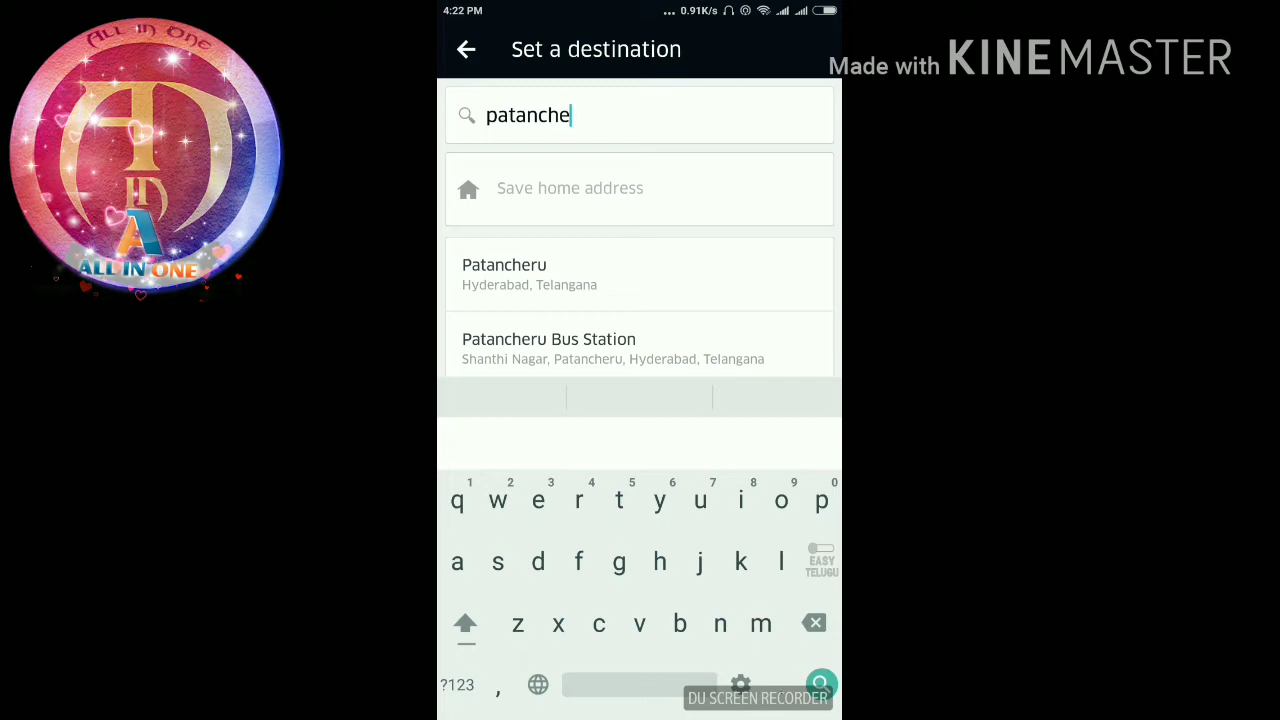 ALL in One
A
IN
A
ALL IN ONE
4:22 PM
... 0.91K/s
Set a destination
Made with KINEMASTER
patanche
Save home address
Patancheru
Hyderabad, Telangana
Patancheru Bus Station
Shanthi Nagar, Patancheru, Hyderabad, Telangana
1 2 3 4 5 6 7 8 9 0
q w e r t y u i o p
a s d f g h j k l
EASY
TELUGU
z x c v b n m
?123 ,
DU SCREEN RECORDER